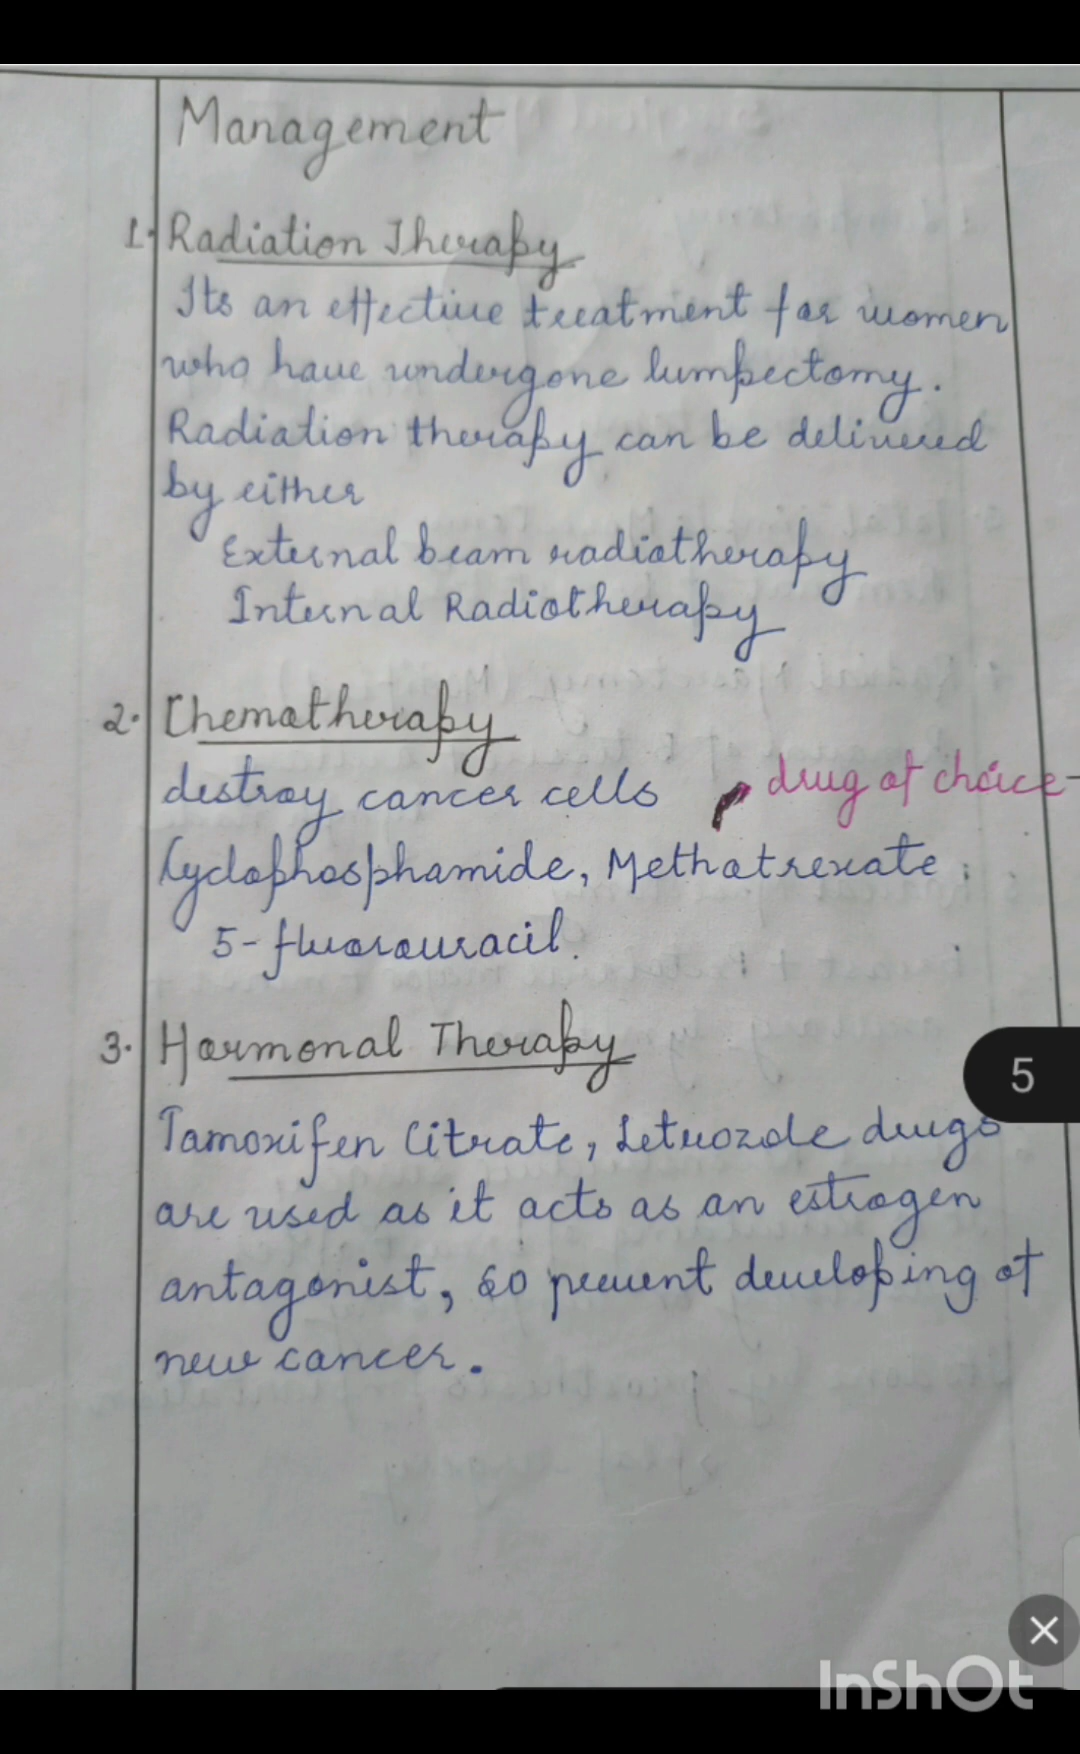 Management
1. Radiation Therapy
Its an effective treatment for women
who have undergone lumpectomy.
Radiation therapy can be delivered
by either
External beam radiotherapy
Internal Radiotherapy
2. Chemotherapy
destroy cancer cells drug of choice -
Cyclophosphamide, Methotrexate,
5-fluorouracil.
3. Hormonal Therapy
Tamoxifen Citrate, Letrozole drugs
are used as it acts as an estrogen
antagonist, so prevent developing of
new cancer.
5
InShOt